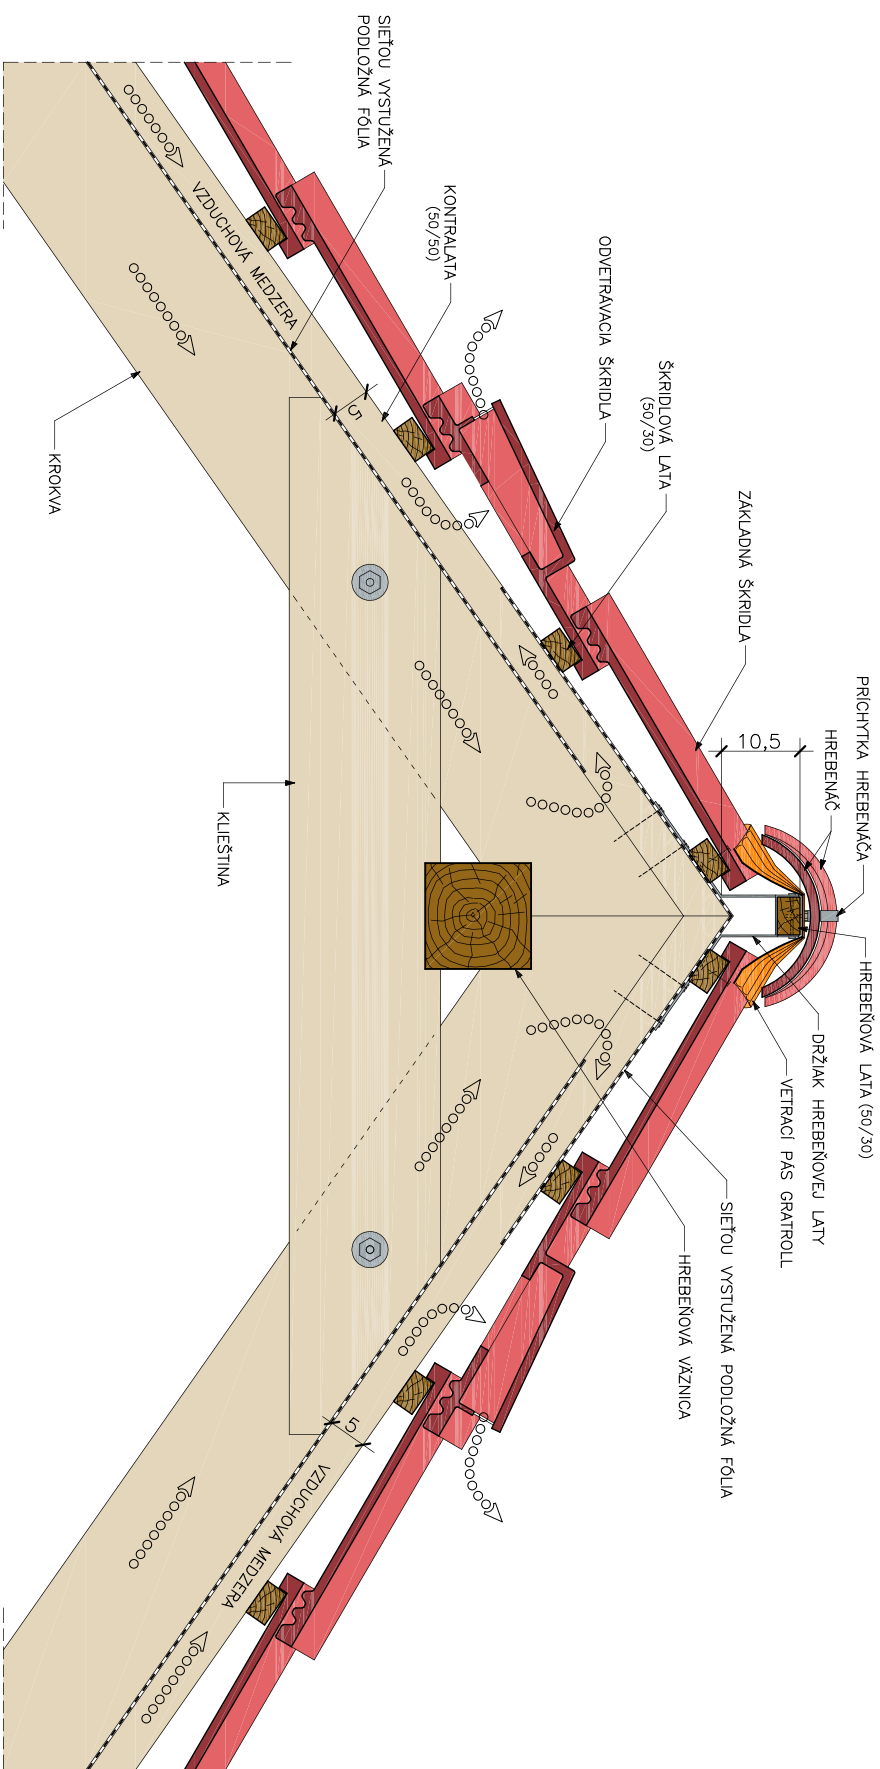 SIEŤOU VYSTUŽENÁ
PODLOŽNÁ FÓLIA
KONTRALATA
(50/50)
ODVETRÁVACIA ŠKRIDLA
ŠKRIDLOVÁ LATA
(50/30)
ZÁKLADNÁ ŠKRIDLA
10,5
HREBENÁČ
PRÍCHYTKA HREBENÁČA
HREBEŇOVÁ LATA (50/30)
DRŽIAK HREBEŇOVEJ LATY
VETRACÍ PÁS GRATROLL
SIEŤOU VYSTUŽENÁ PODLOŽNÁ FÓLIA
HREBEŇOVÁ VÄZNICA
VZDUCHOVÁ MEDZERA
5
5
VZDUCHOVÁ MEDZERA
KROKVA
KLIEŠTINA